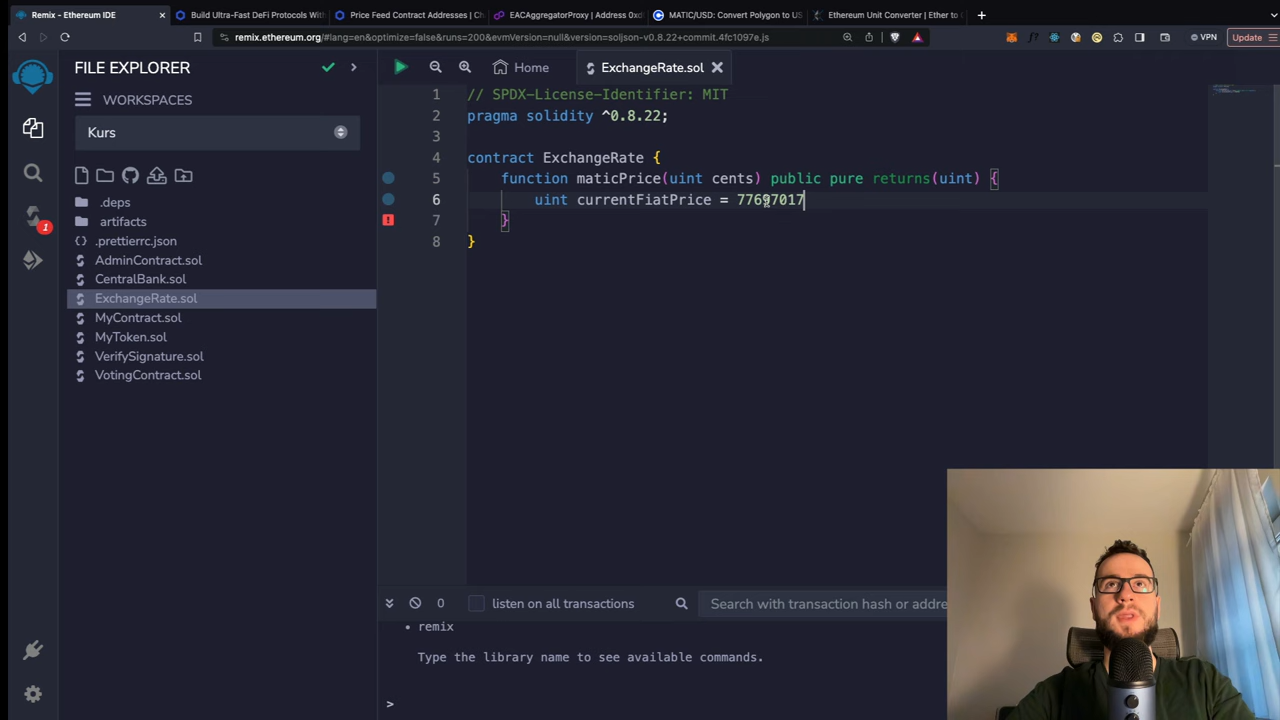 Remix - Ethereum IDE
Build Ultra-Fast DeFi Protocols With
Price Feed Contract Addresses | Ch
EACAggregatorProxy | Address 0xd
MATIC/USD: Convert Polygon to US
Ethereum Unit Converter | Ether to
remix.ethereum.org/#lang=en&optimize=false&runs=200&evmVersion=null&version=soljson-v0.8.22+commit.4fc1097e.js
VPN
Update
FILE EXPLORER
Home
ExchangeRate.sol
WORKSPACES
Kurs
.deps
artifacts
.prettierrc.json
AdminContract.sol
CentralBank.sol
ExchangeRate.sol
MyContract.sol
MyToken.sol
VerifySignature.sol
VotingContract.sol
1
1 // SPDX-License-Identifier: MIT
2 pragma solidity ^0.8.22;
3
4 contract ExchangeRate {
5 function maticPrice(uint cents) public pure returns(uint) {
6 uint currentFiatPrice = 77697017
7 }
8 }
0
listen on all transactions
Search with transaction hash or addre
• remix
Type the library name to see available commands.
>